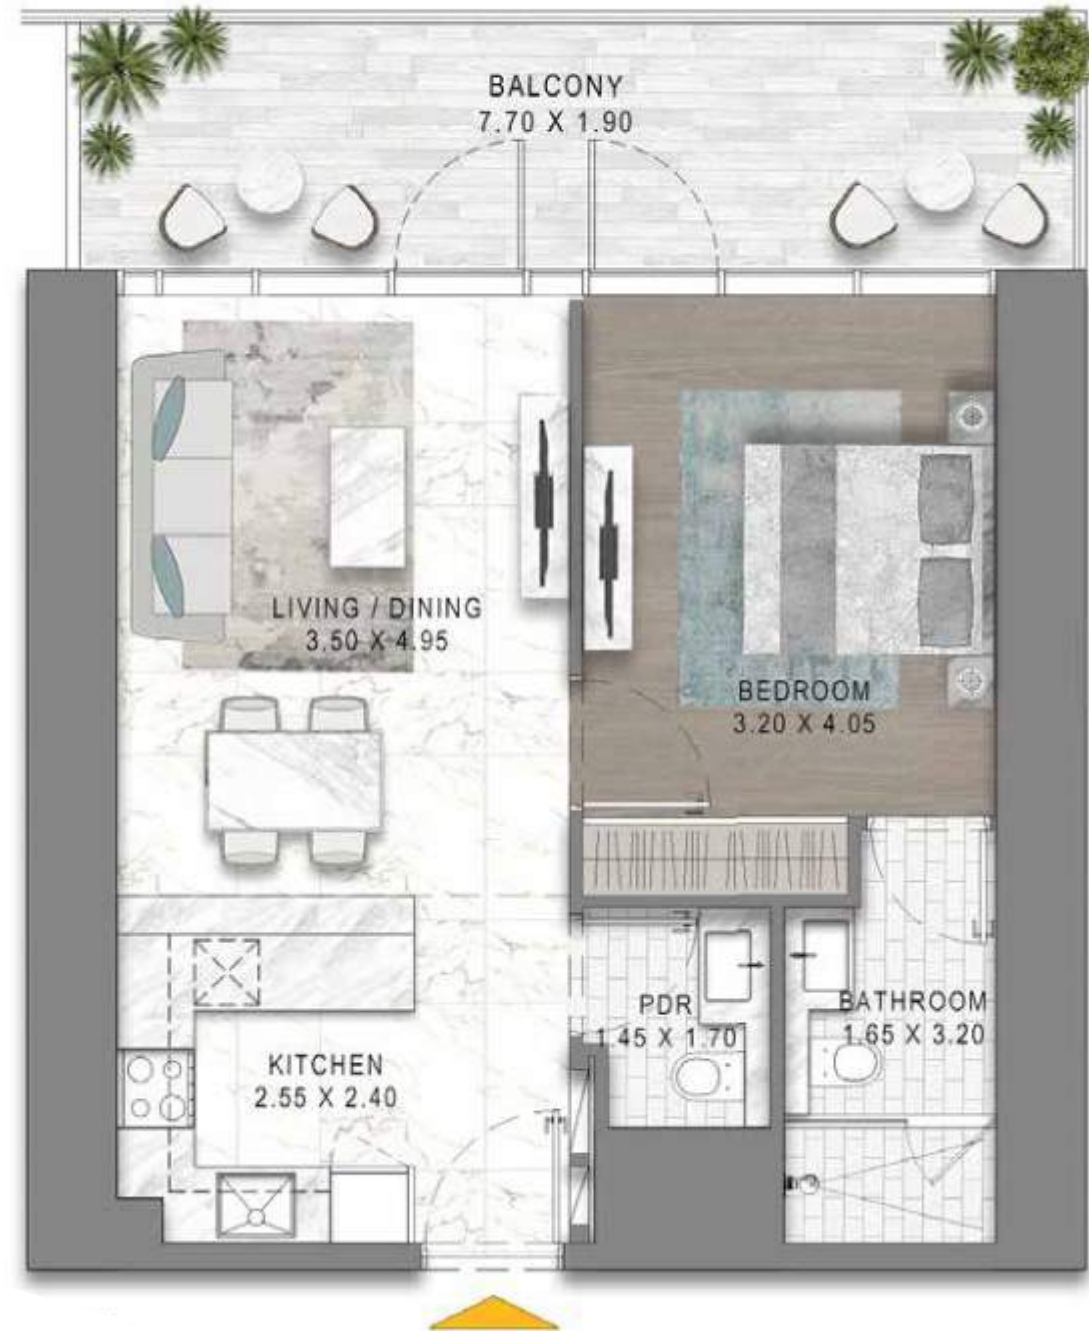 BALCONY
7.70 X 1.90
LIVING / DINING
3.50 X 4.95
BEDROOM
3.20 X 4.05
PDR
1.45 X 1.70
BATHROOM
1.65 X 3.20
KITCHEN
2.55 X 2.40